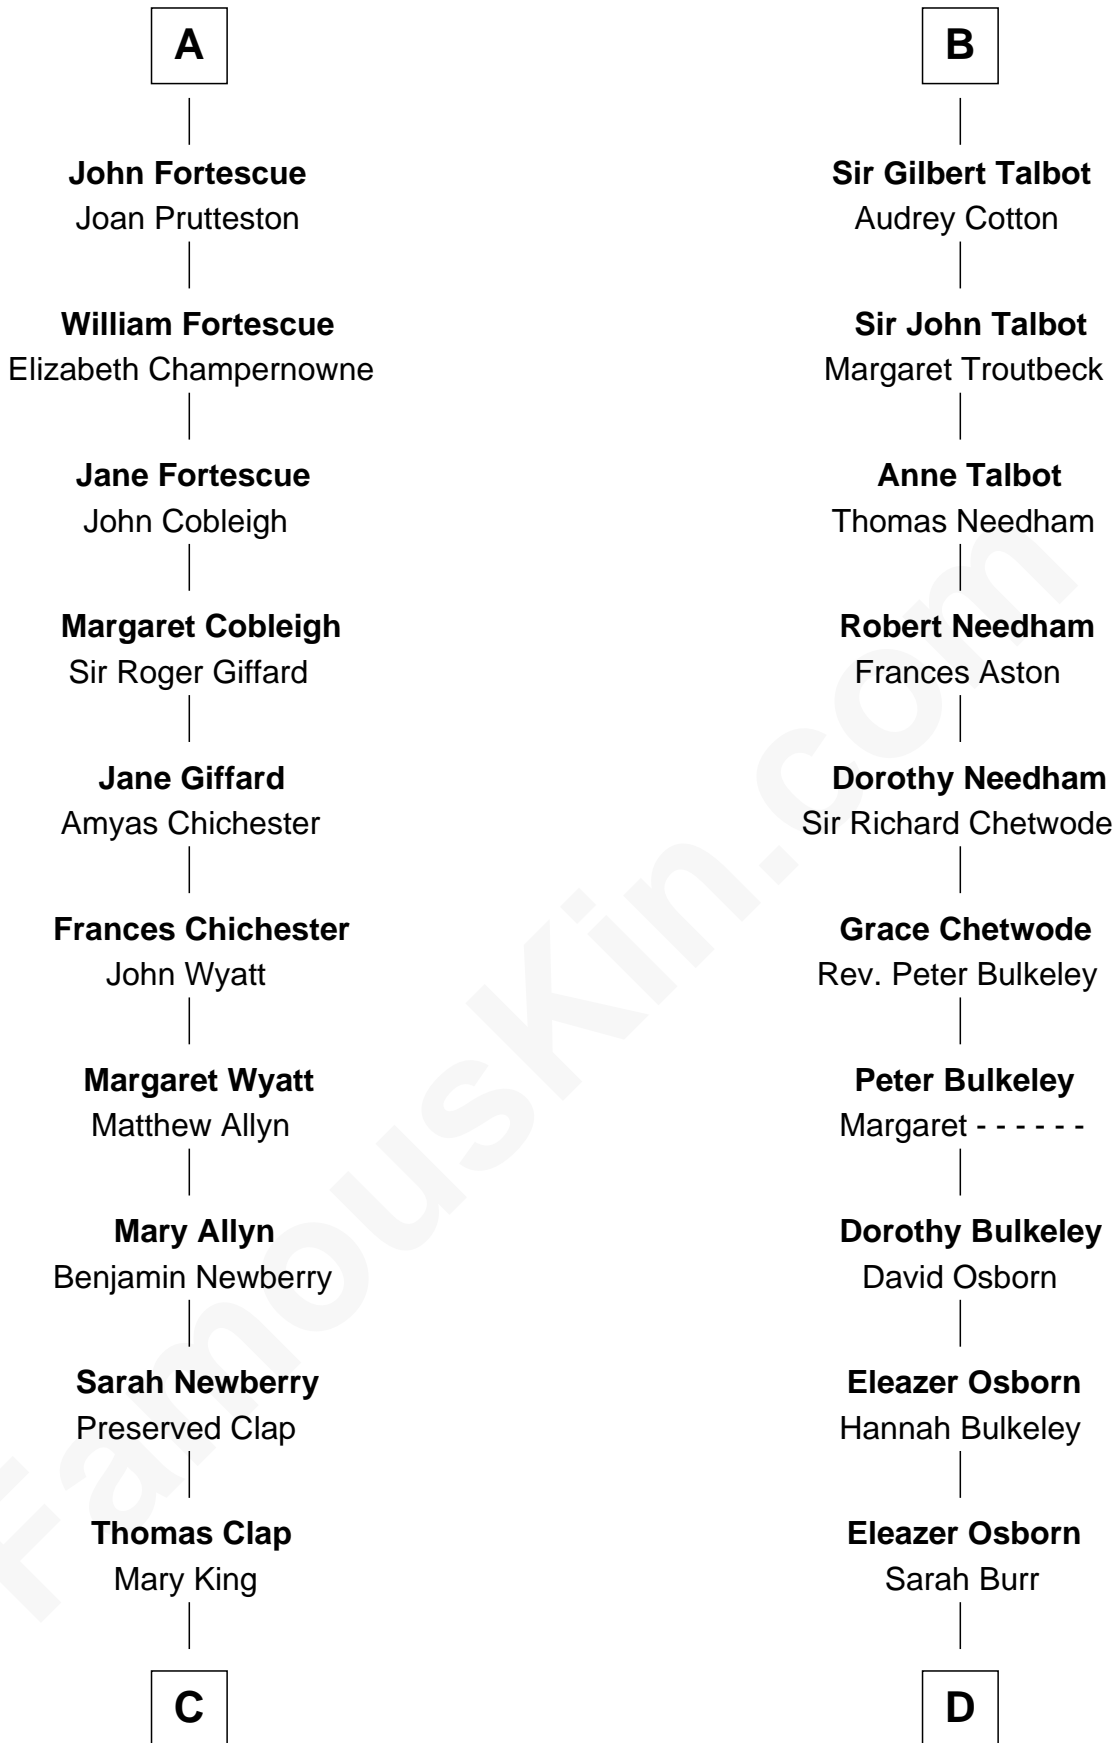 A
John Fortescue
Joan Prutteston
William Fortescue
Elizabeth Champernowne
Jane Fortescue
John Cobleigh
Margaret Cobleigh
Sir Roger Giffard
Jane Giffard
Amyas Chichester
Frances Chichester
John Wyatt
Margaret Wyatt
Matthew Allyn
Mary Allyn
Benjamin Newberry
Sarah Newberry
Preserved Clap
Thomas Clap
Mary King
C
B
Sir Gilbert Talbot
Audrey Cotton
Sir John Talbot
Margaret Troutbeck
Anne Talbot
Thomas Needham
Robert Needham
Frances Aston
Dorothy Needham
Sir Richard Chetwode
Grace Chetwode
Rev. Peter Bulkeley
Peter Bulkeley
Margaret - - - - - -
Dorothy Bulkeley
David Osborn
Eleazer Osborn
Hannah Bulkeley
Eleazer Osborn
Sarah Burr
D
FamousKin.com